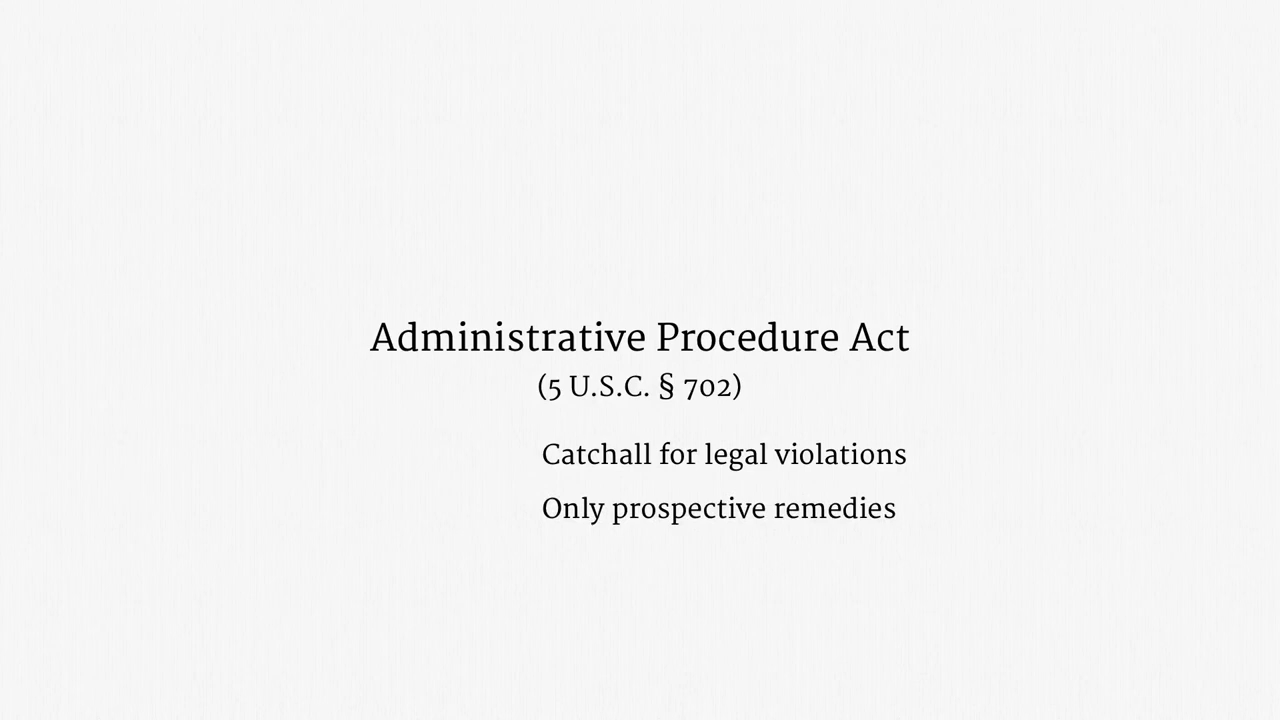 Administrative Procedure Act
(5 U.S.C. § 702)
Catchall for legal violations
Only prospective remedies